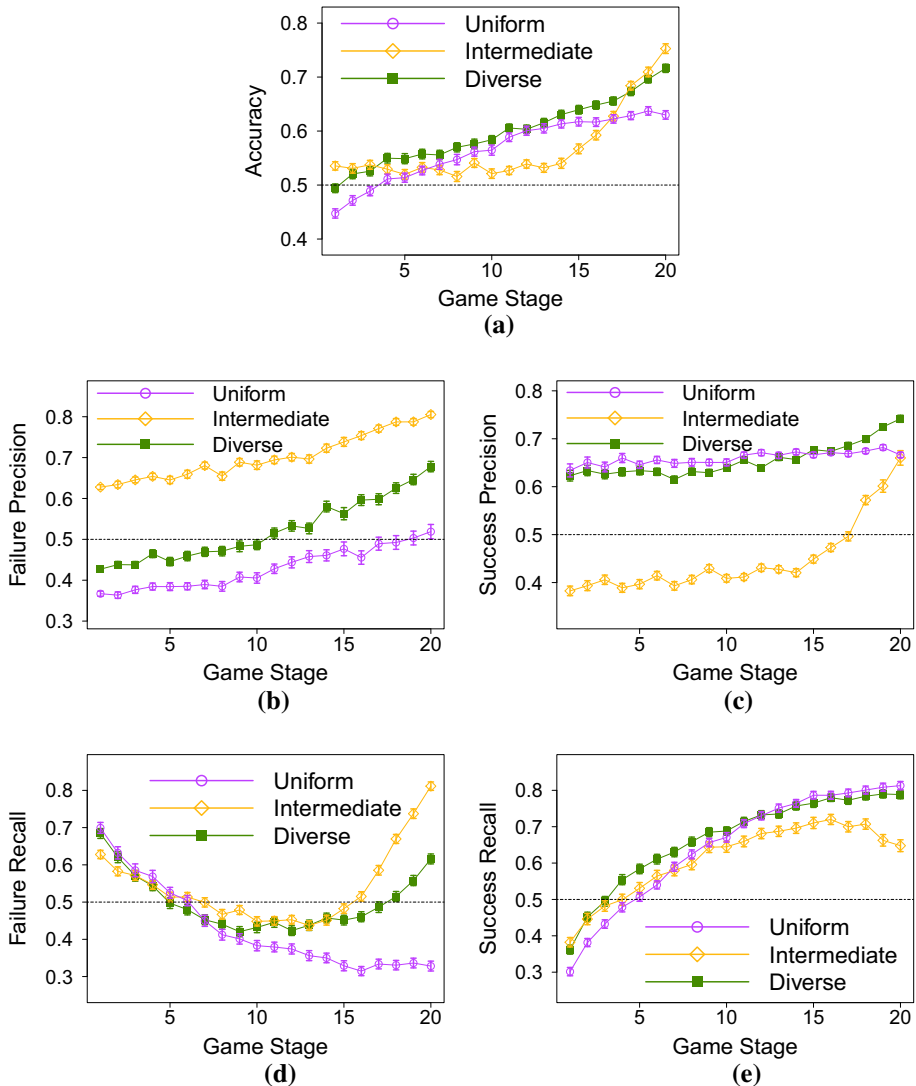 0.8
Uniform
Intermediate
Diverse
0.7
0.6
0.5
0.4
Accuracy
5 10 15 20
Game Stage
(a)
Uniform
Intermediate
Diverse
0.8
0.7
0.6
0.5
0.4
0.3
Failure Precision
5 10 15 20
Game Stage
(b)
0.8
Uniform
Intermediate
Diverse
0.7
0.6
0.5
0.4
Success Precision
5 10 15 20
Game Stage
(c)
0.8
0.7
0.6
0.5
0.4
0.3
Failure Recall
Uniform
Intermediate
Diverse
5 10 15 20
Game Stage
(d)
0.8
0.7
0.6
0.5
0.4
0.3
Success Recall
Uniform
Intermediate
Diverse
5 10 15 20
Game Stage
(e)